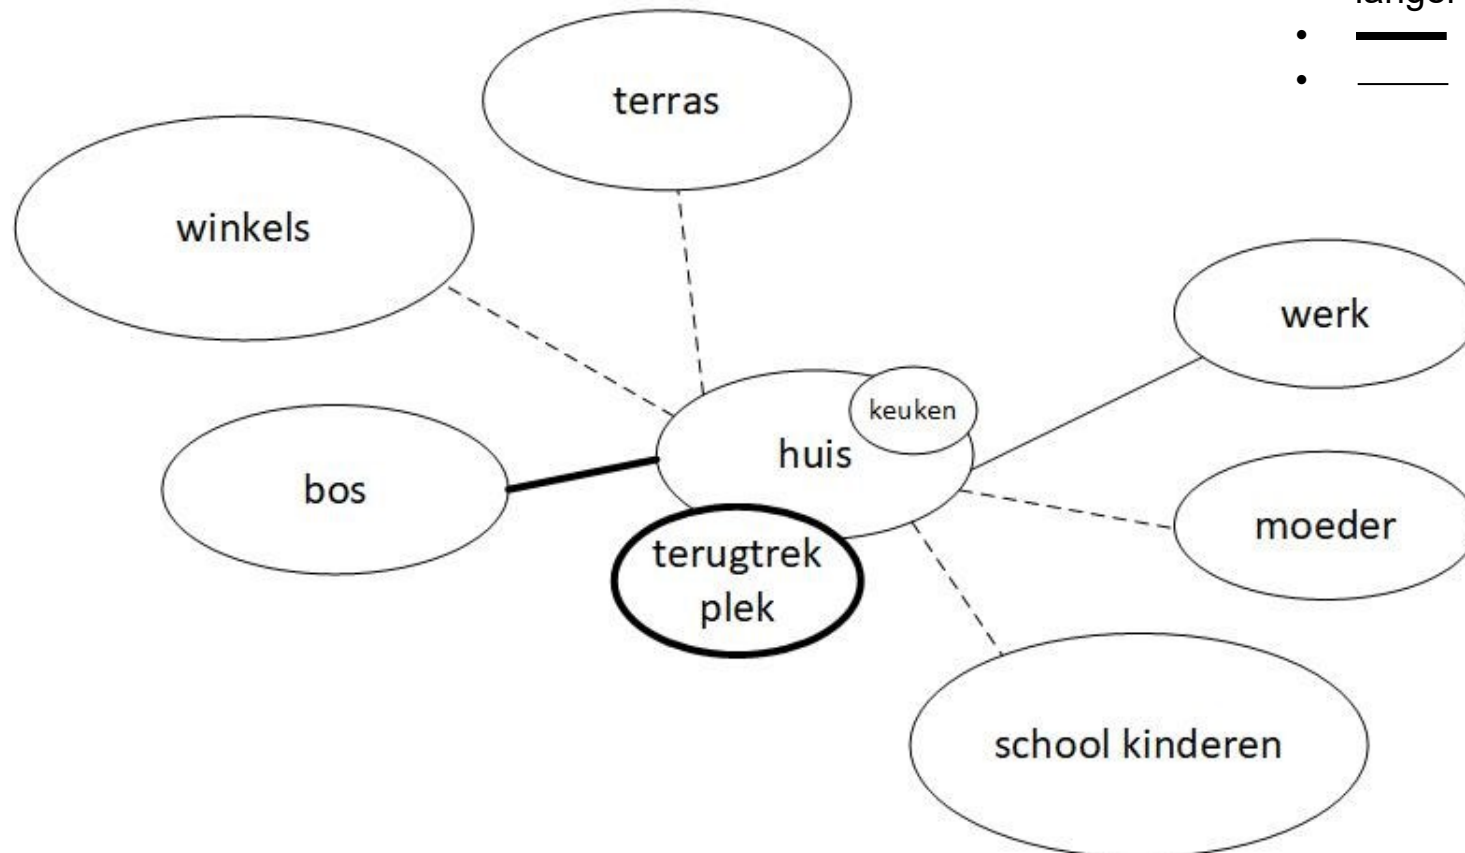 terras
winkels
werk
keuken
huis
bos
moeder
terugtrek
plek
school kinderen